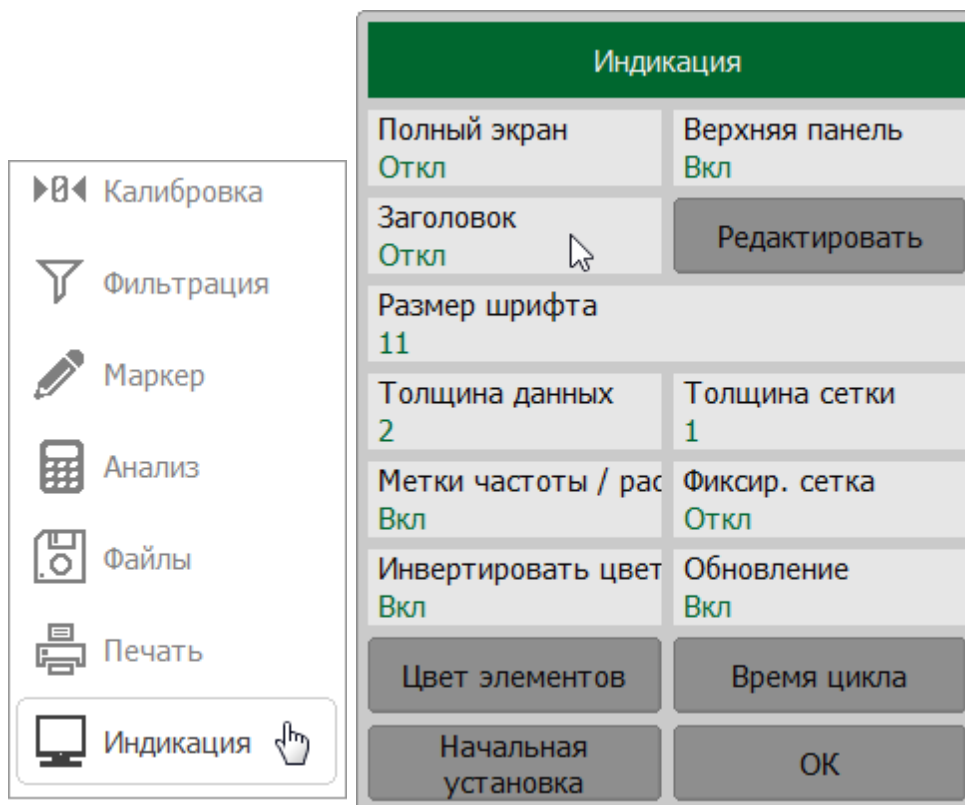 Калибровка
Фильтрация
Маркер
Анализ
Файлы
Печать
Индикация
Индикация
Полный экран
Откл
Верхняя панель
Вкл
Заголовок
Откл
Редактировать
Размер шрифта
11
Толщина данных
2
Толщина сетки
1
Метки частоты / рас
Вкл
Фиксир. сетка
Откл
Инвертировать цвет
Вкл
Обновление
Вкл
Цвет элементов
Время цикла
Начальная
установка
ОК